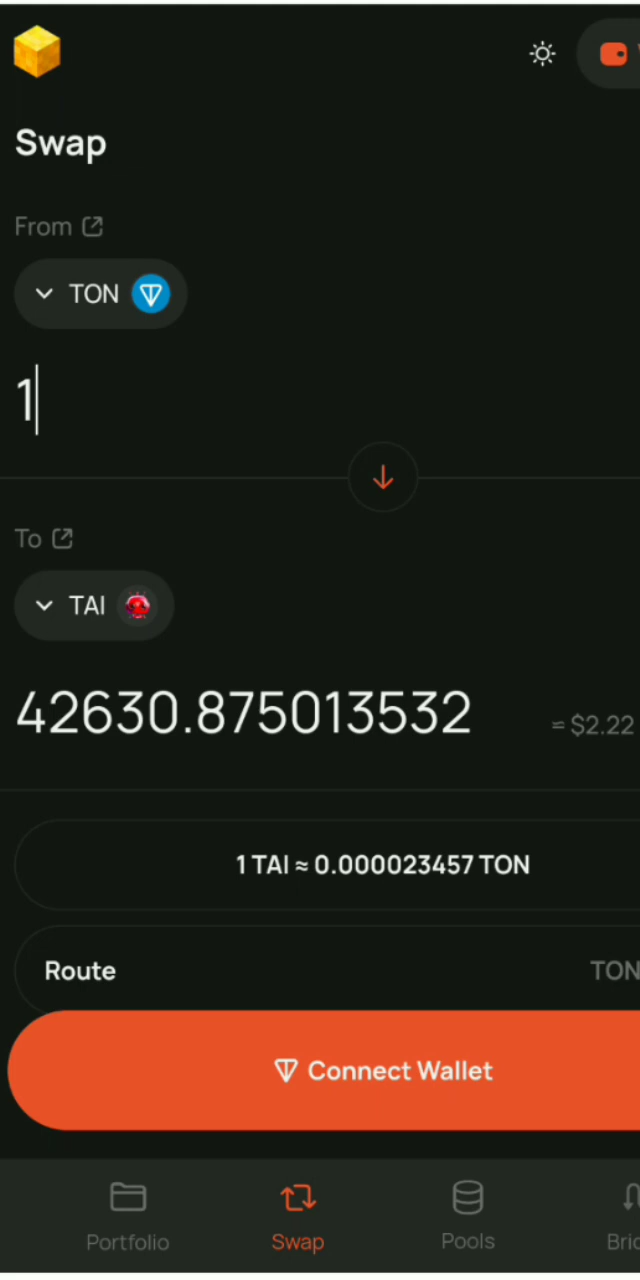 Swap
From
TON
1
To
TAI
42630.875013532
≈ $2.22
1 TAI ≈ 0.000023457 TON
Route
TON
Connect Wallet
Portfolio
Swap
Pools